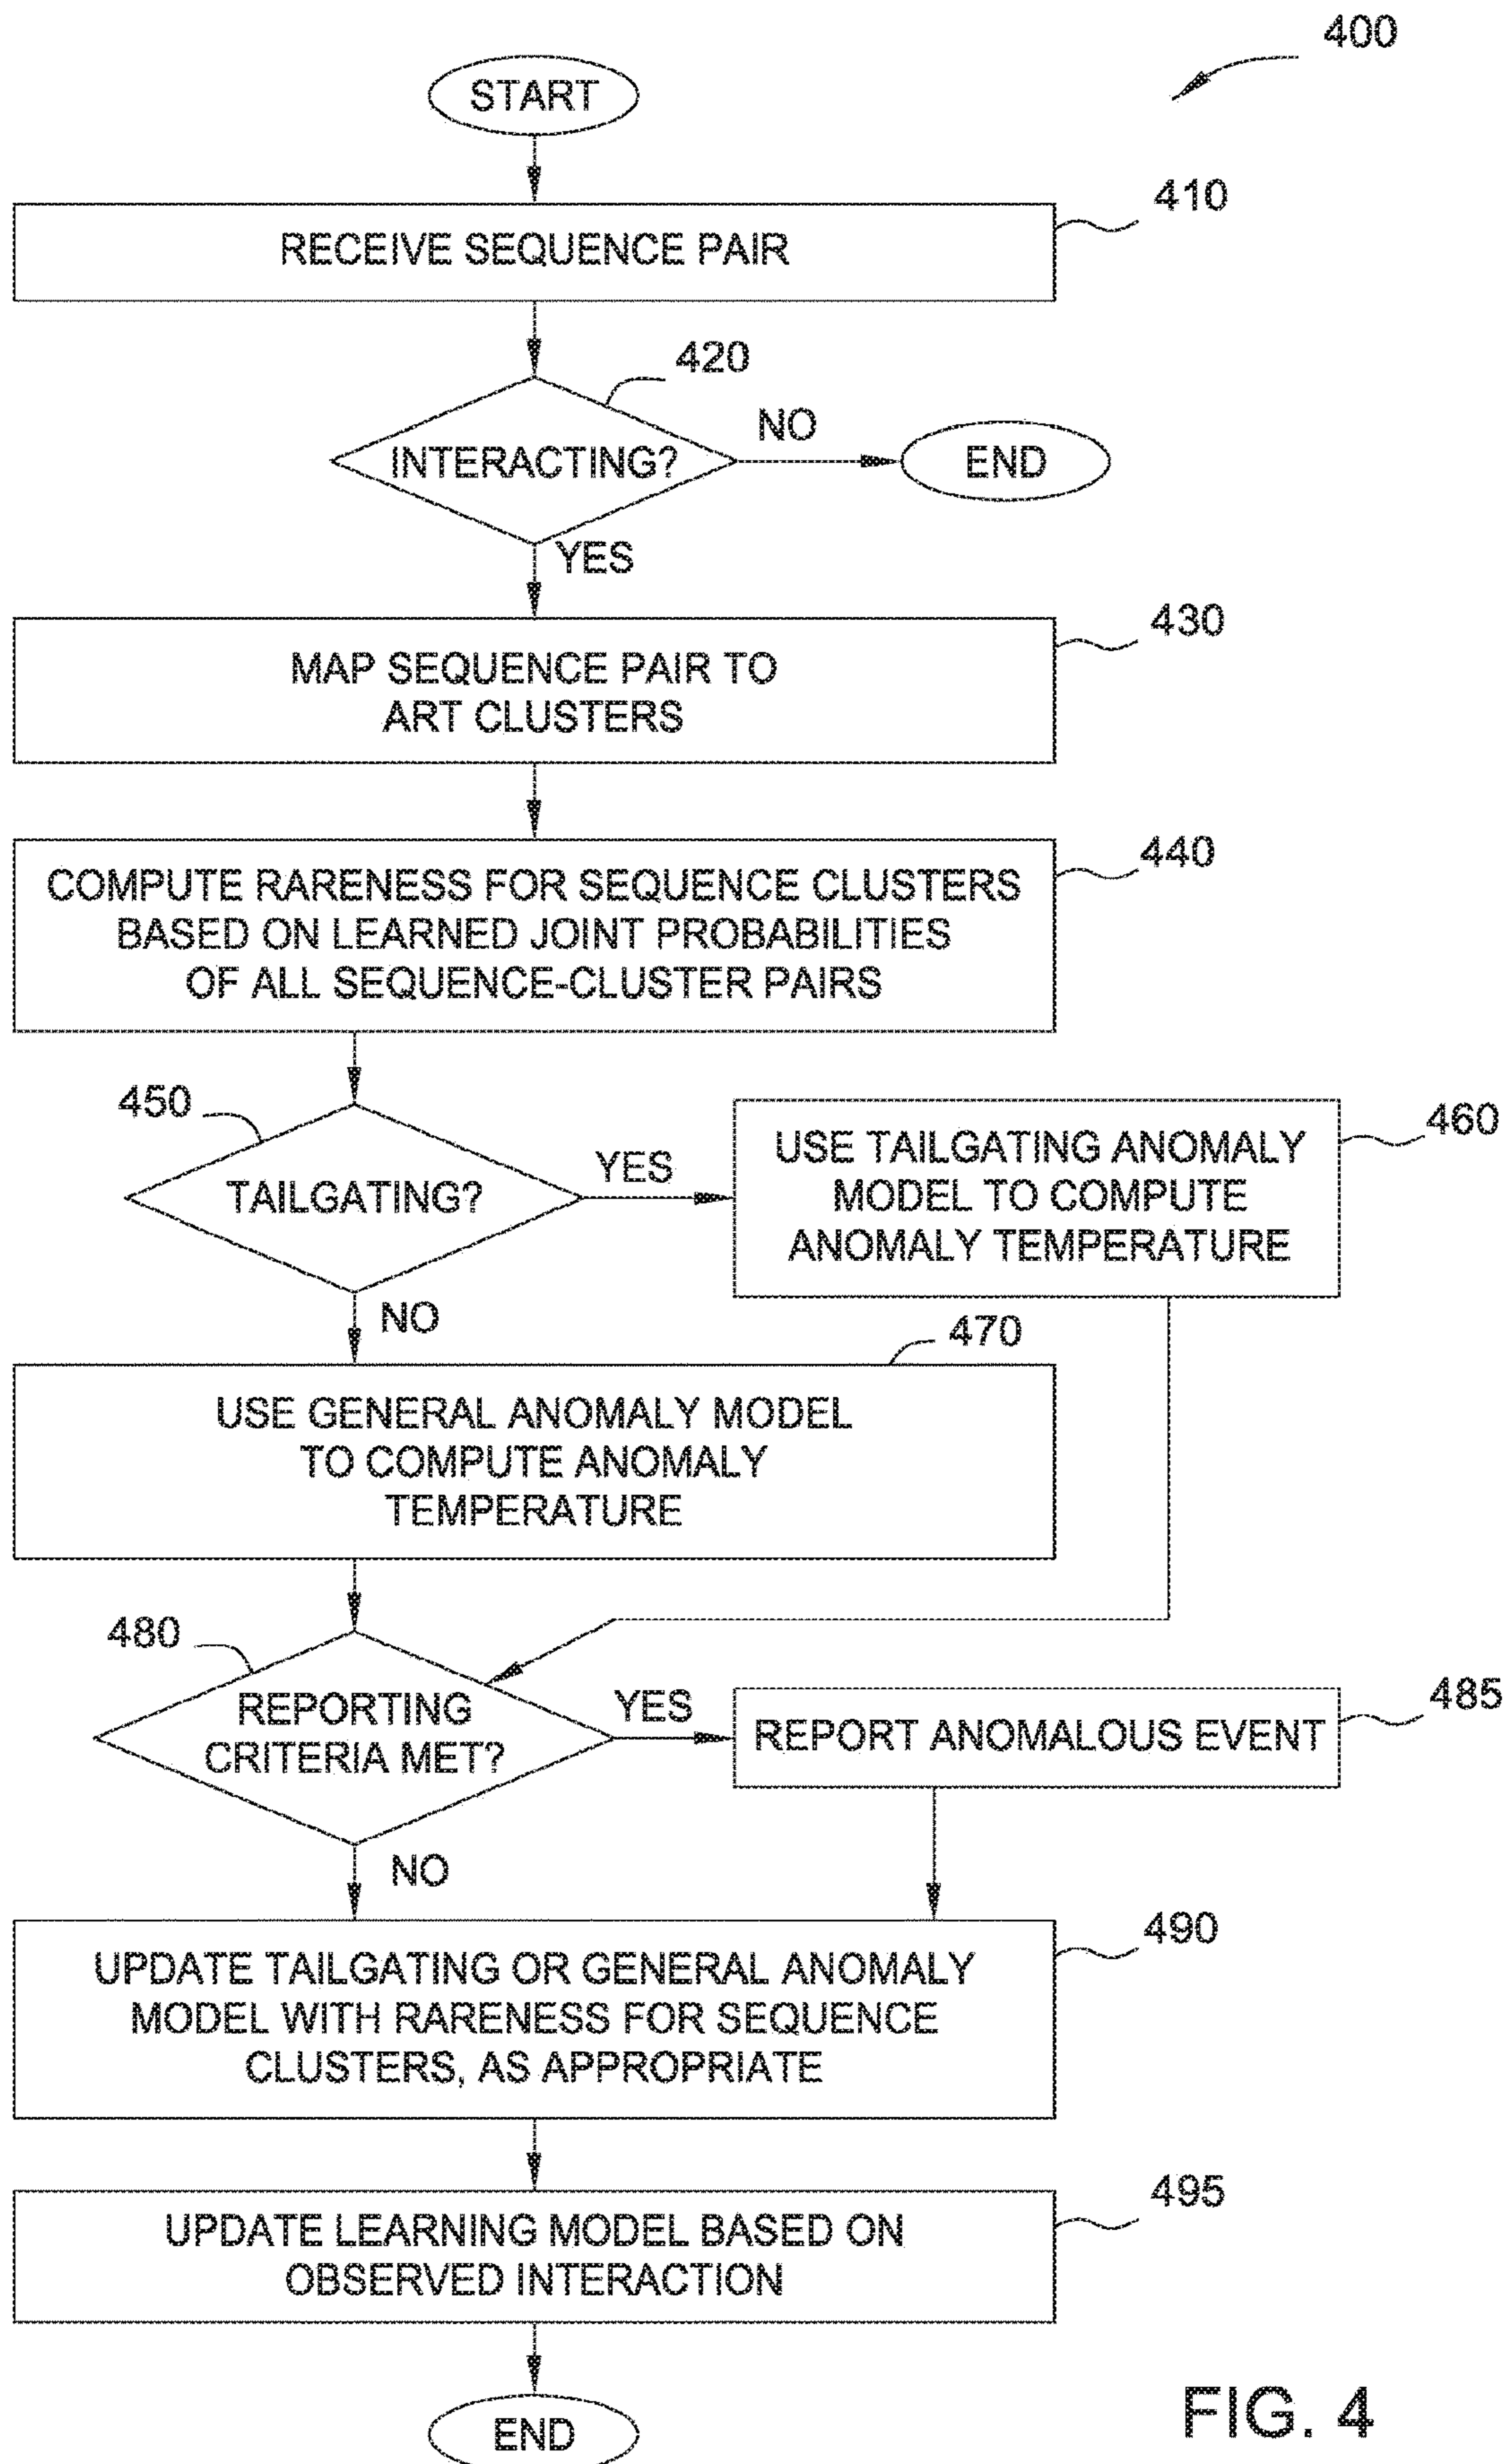 400
START
410
RECEIVE SEQUENCE PAIR
420
INTERACTING?
NO
END
YES
430
MAP SEQUENCE PAIR TO
ART CLUSTERS
440
COMPUTE RARENESS FOR SEQUENCE CLUSTERS
BASED ON LEARNED JOINT PROBABILITIES
OF ALL SEQUENCE-CLUSTER PAIRS
450
TAILGATING?
YES
460
USE TAILGATING ANOMALY
MODEL TO COMPUTE
ANOMALY TEMPERATURE
NO
470
USE GENERAL ANOMALY MODEL
TO COMPUTE ANOMALY
TEMPERATURE
480
REPORTING
CRITERIA MET?
YES
485
REPORT ANOMALOUS EVENT
NO
490
UPDATE TAILGATING OR GENERAL ANOMALY
MODEL WITH RARENESS FOR SEQUENCE
CLUSTERS, AS APPROPRIATE
495
UPDATE LEARNING MODEL BASED ON
OBSERVED INTERACTION
END
FIG. 4